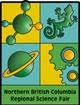 Northern British Columbia
Regional Science Fair